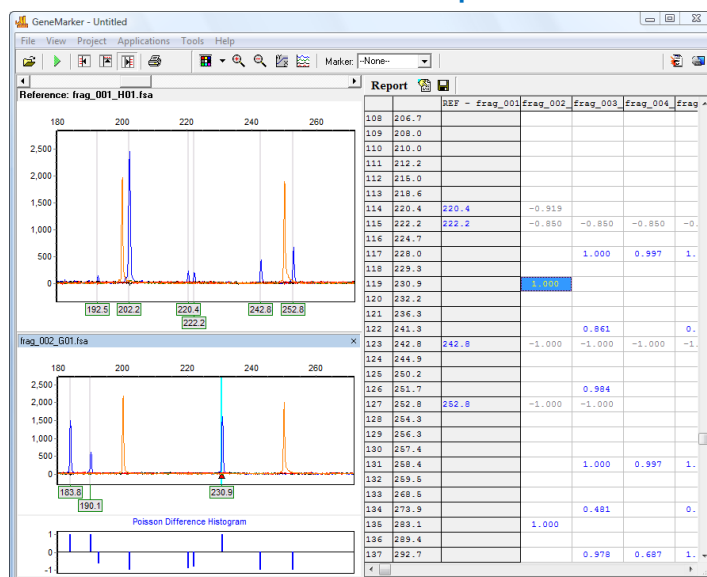 GeneMarker - Untitled
File View Project Applications Tools Help
Marker: --None--
Reference: frag_001_H01.fsa
180 200 220 240 260
2,500
2,000
1,500
1,000
500
0
192.5 202.2 220.4 242.8 252.8
222.2
frag_002_G01.fsa ×
180 200 220 240 260
2,500
2,000
1,500
1,000
500
0
183.8 230.9
190.1
Poisson Difference Histogram
1
0
-1
Report
REF - frag_001 frag_002_ frag_003_ frag_004_ frag
108 206.7
109 208.0
110 210.0
111 212.2
112 215.0
113 218.6
114 220.4 220.4 -0.919
115 222.2 222.2 -0.850 -0.850 -0.850 -0.
116 224.7
117 228.0 1.000 0.997 1.
118 229.3
119 230.9 1.000
120 232.2
121 236.3
122 241.3 0.861 0.
123 242.8 242.8 -1.000 -1.000 -1.000 -1.
124 244.9
125 250.2
126 251.7 0.984
127 252.8 252.8 -1.000 -1.000
128 254.3
129 256.3
130 257.4
131 258.4 1.000 0.997 1.
132 259.5
133 268.5
134 273.9 0.481 0.
135 283.1 1.000
136 289.4
137 292.7 0.978 0.687 1.